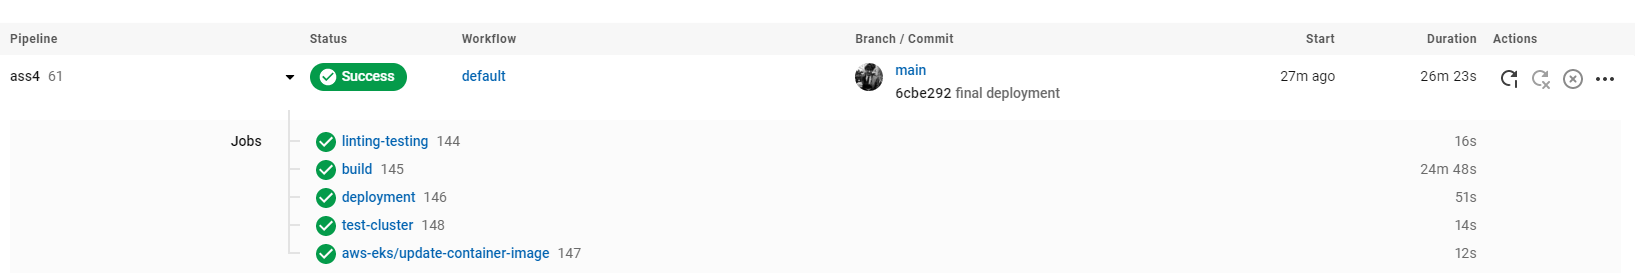 Pipeline Status Workflow Branch / Commit Start Duration Actions
ass4 61 Success default main 27m ago 26m 23s
6cbe292 final deployment
Jobs linting-testing 144 16s
build 145 24m 48s
deployment 146 51s
test-cluster 148 14s
aws-eks/update-container-image 147 12s